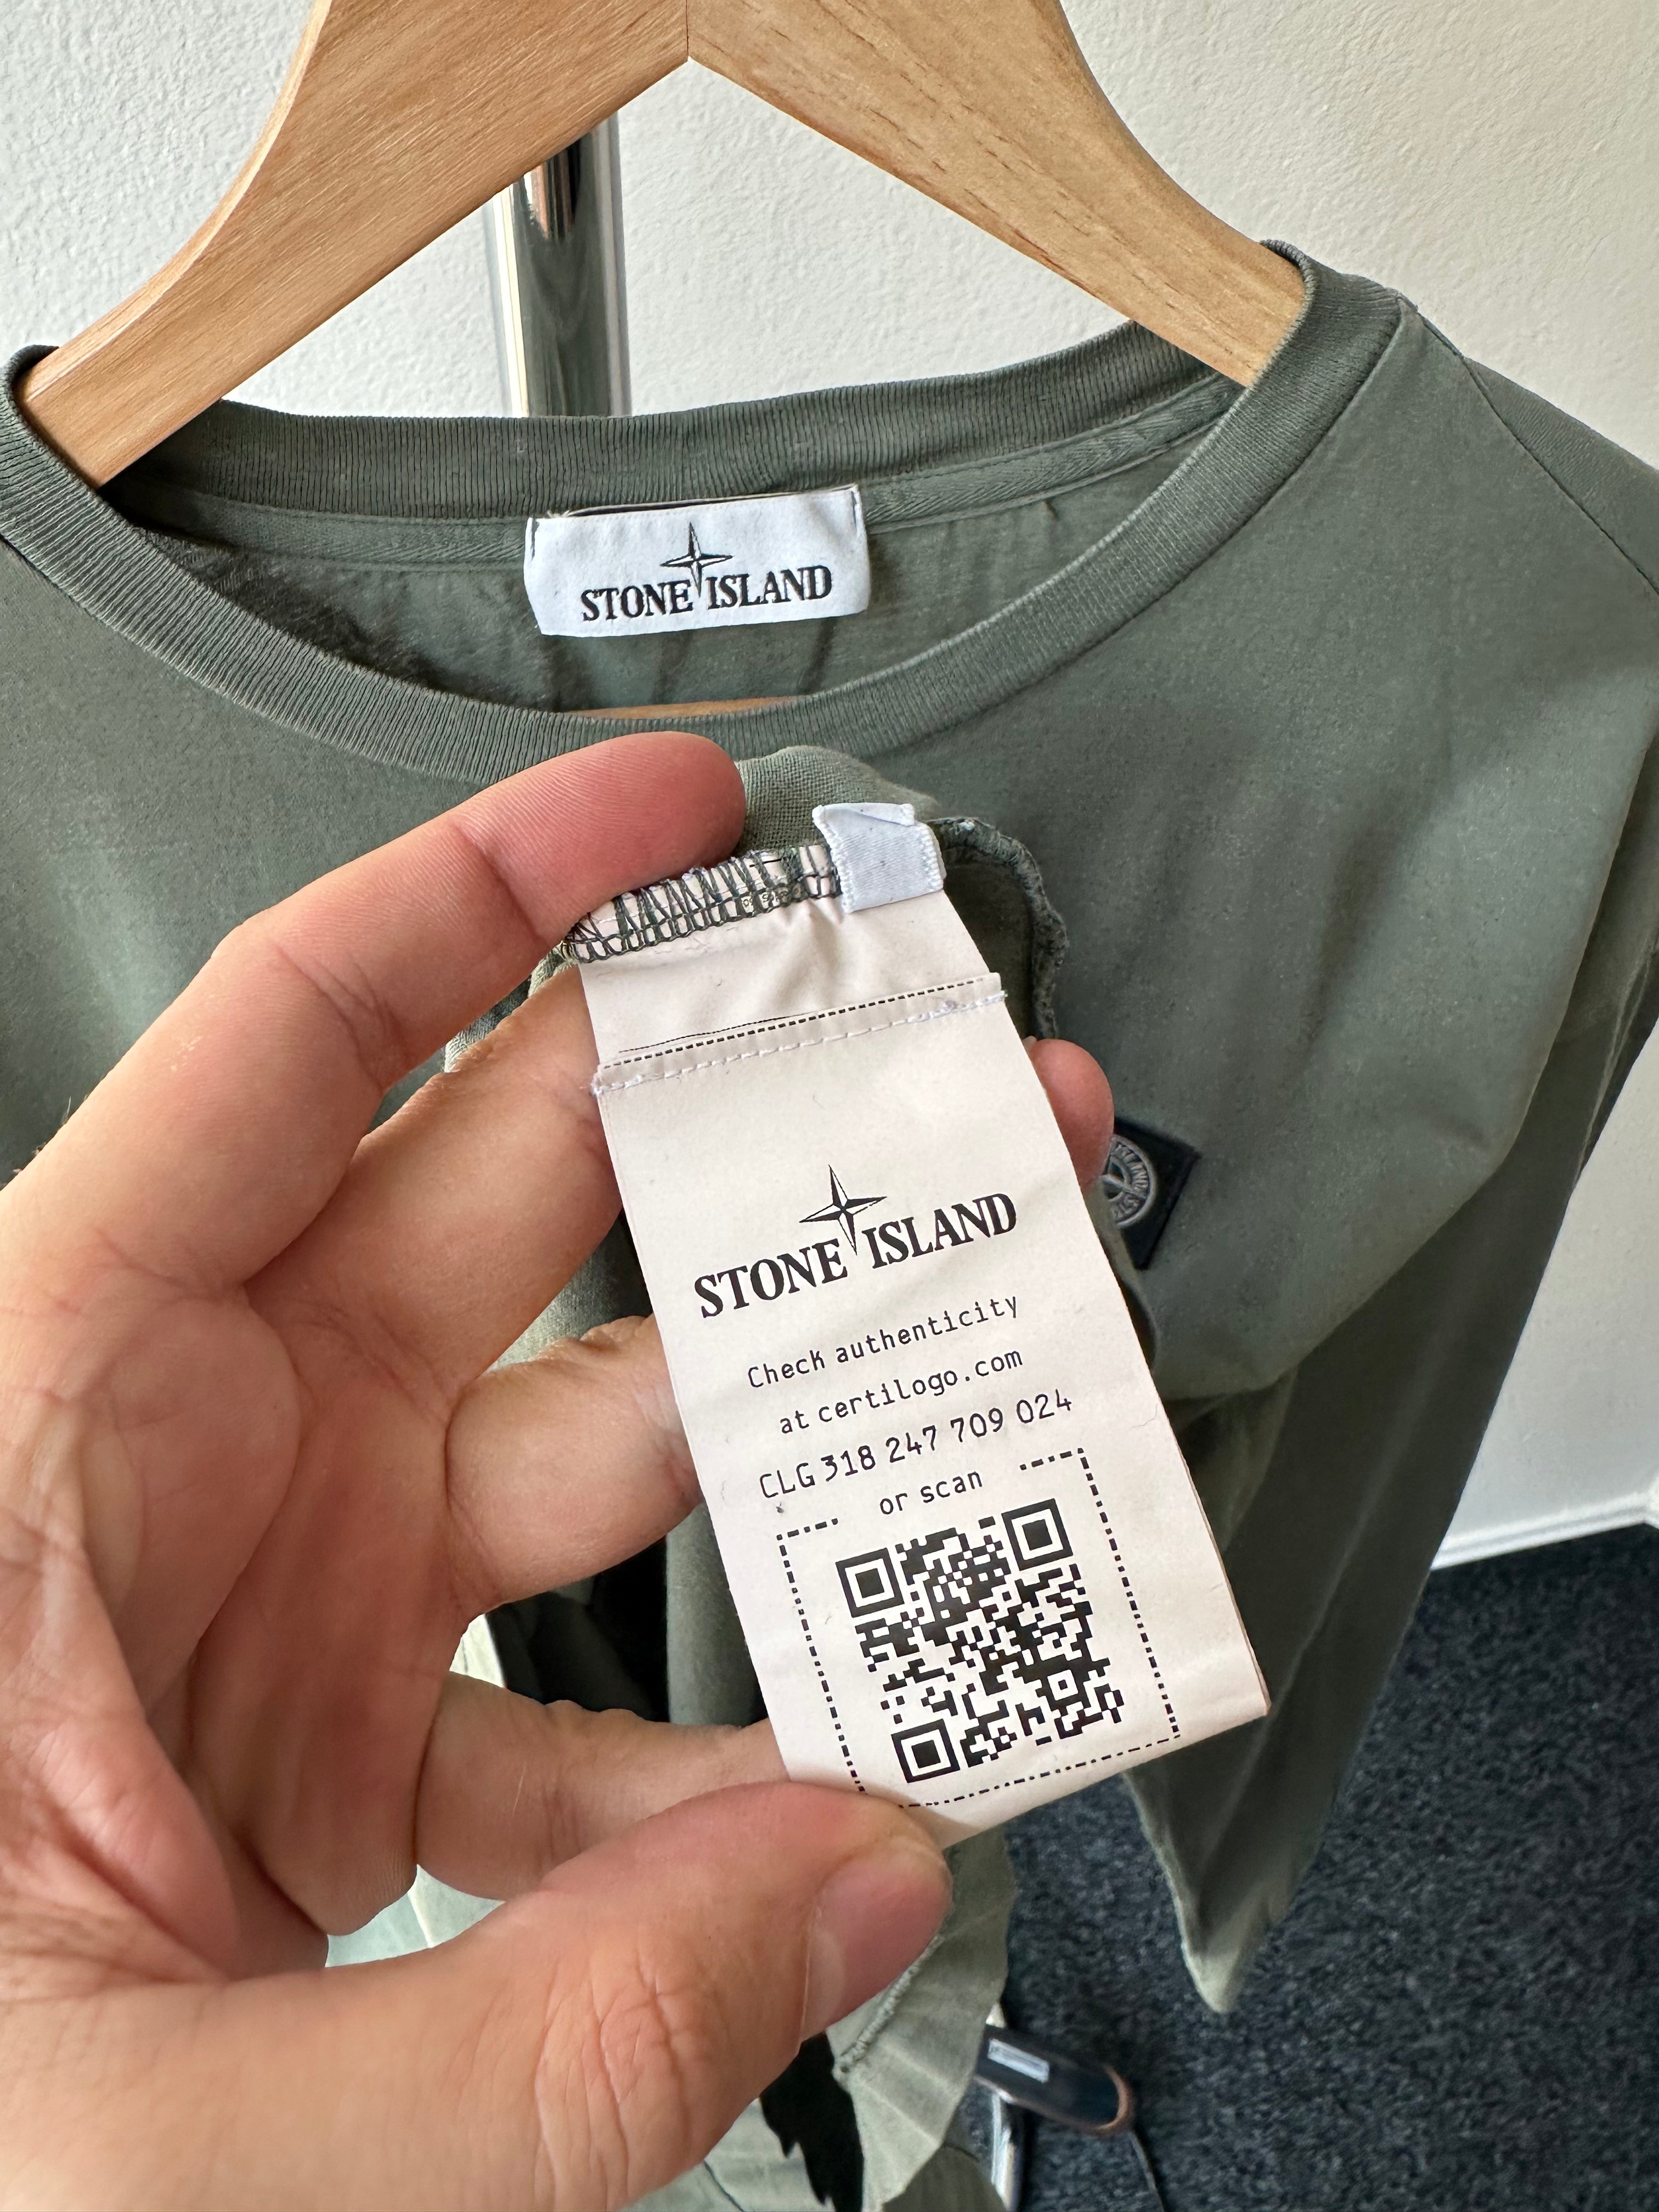 STONE ISLAND
STONE ISLAND
Check authenticity
at certilogo.com
CLG 318 247 709 024
or scan